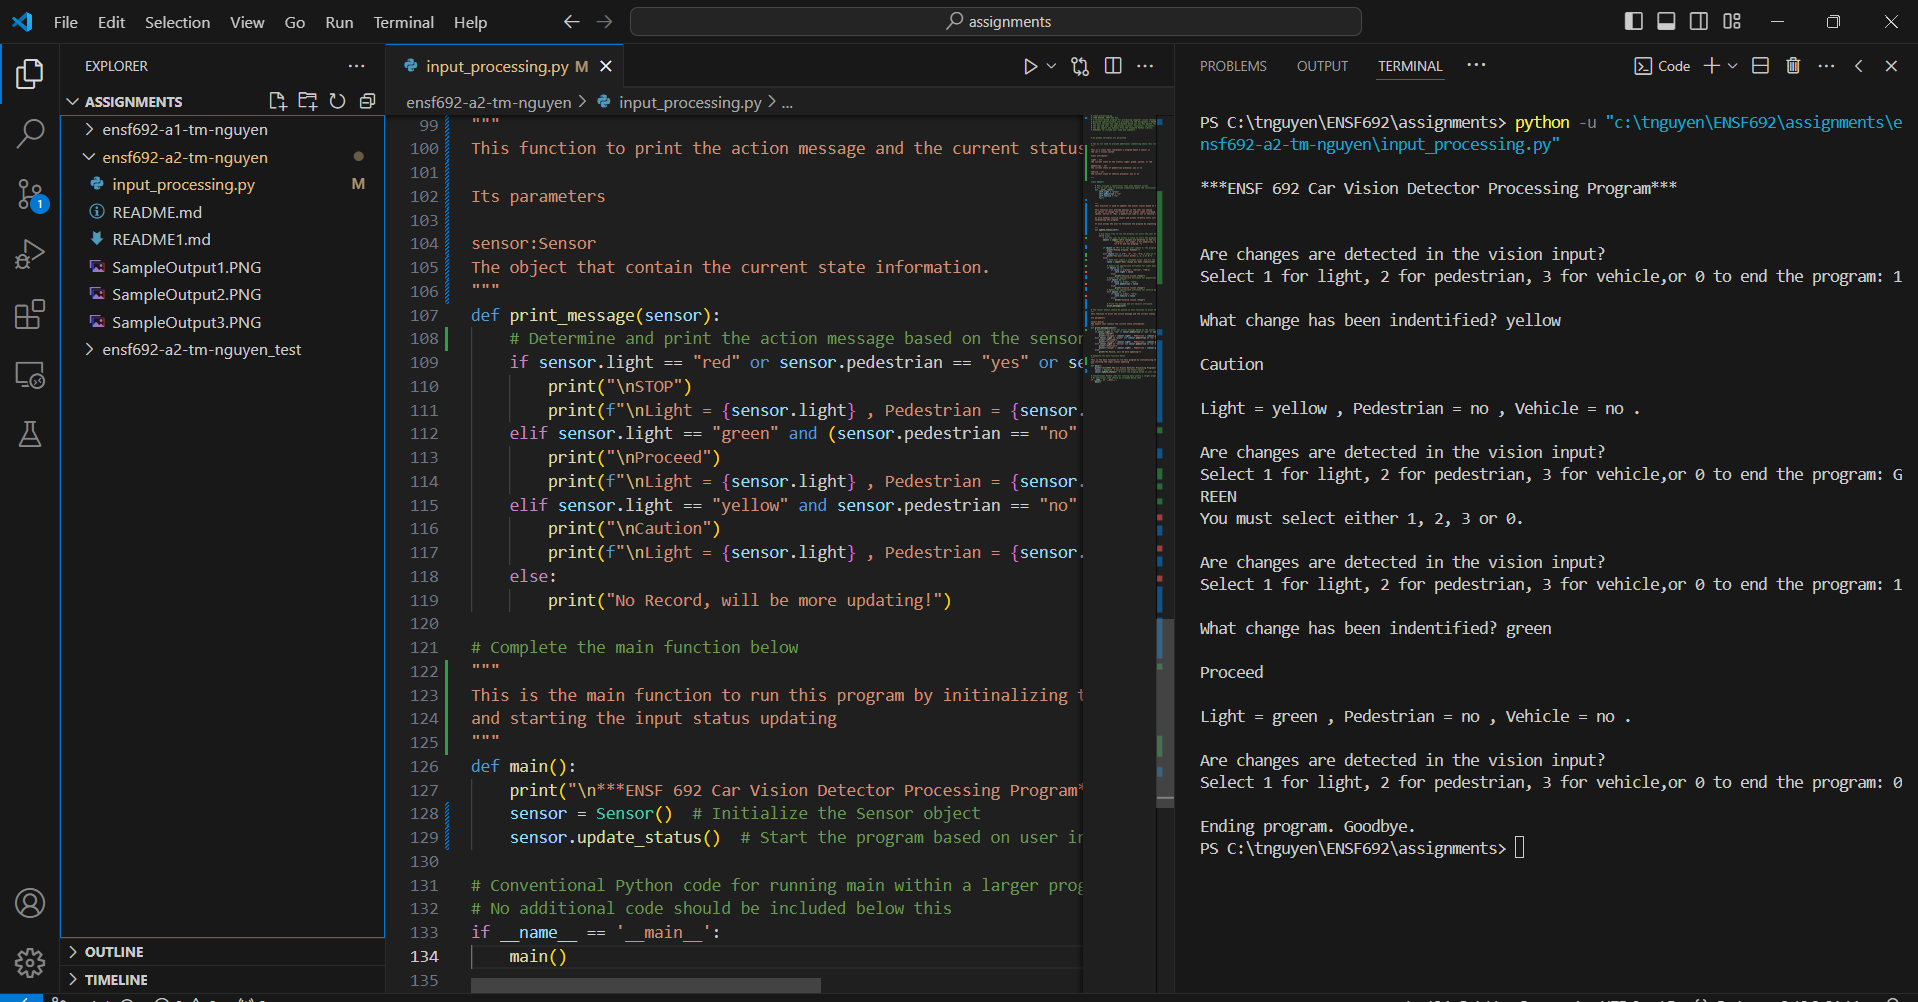 File Edit Selection View Go Run Terminal Help
assignments
EXPLORER
ASSIGNMENTS
ensf692-a1-tm-nguyen
ensf692-a2-tm-nguyen
input_processing.py M
README.md
README1.md
SampleOutput1.PNG
SampleOutput2.PNG
SampleOutput3.PNG
ensf692-a2-tm-nguyen_test
OUTLINE
TIMELINE
1
input_processing.py M
ensf692-a2-tm-nguyen > input_processing.py > ...
99 """
100 This function to print the action message and the current status
101
102 Its parameters
103
104 sensor:Sensor
105 The object that contain the current state information.
106 """
107 def print_message(sensor):
108 # Determine and print the action message based on the sensor
109 if sensor.light == "red" or sensor.pedestrian == "yes" or se
110 print("\nSTOP")
111 print(f"\nLight = {sensor.light} , Pedestrian = {sensor.
112 elif sensor.light == "green" and (sensor.pedestrian == "no"
113 print("\nProceed")
114 print(f"\nLight = {sensor.light} , Pedestrian = {sensor.
115 elif sensor.light == "yellow" and sensor.pedestrian == "no"
116 print("\nCaution")
117 print(f"\nLight = {sensor.light} , Pedestrian = {sensor.
118 else:
119 print("No Record, will be more updating!")
120
121 # Complete the main function below
122 """
123 This is the main function to run this program by initinalizing t
124 and starting the input status updating
125 """
126 def main():
127 print("\n***ENSF 692 Car Vision Detector Processing Program*
128 sensor = Sensor() # Initialize the Sensor object
129 sensor.update_status() # Start the program based on user in
130
131 # Conventional Python code for running main within a larger prog
132 # No additional code should be included below this
133 if __name__ == '__main__':
134 main()
135
PROBLEMS OUTPUT TERMINAL ··· Code
PS C:\tnguyen\ENSF692\assignments> python -u "c:\tnguyen\ENSF692\assignments\e
nsf692-a2-tm-nguyen\input_processing.py"
***ENSF 692 Car Vision Detector Processing Program***
Are changes are detected in the vision input?
Select 1 for light, 2 for pedestrian, 3 for vehicle,or 0 to end the program: 1
What change has been indentified? yellow
Caution
Light = yellow , Pedestrian = no , Vehicle = no .
Are changes are detected in the vision input?
Select 1 for light, 2 for pedestrian, 3 for vehicle,or 0 to end the program: G
REEN
You must select either 1, 2, 3 or 0.
Are changes are detected in the vision input?
Select 1 for light, 2 for pedestrian, 3 for vehicle,or 0 to end the program: 1
What change has been indentified? green
Proceed
Light = green , Pedestrian = no , Vehicle = no .
Are changes are detected in the vision input?
Select 1 for light, 2 for pedestrian, 3 for vehicle,or 0 to end the program: 0
Ending program. Goodbye.
PS C:\tnguyen\ENSF692\assignments>